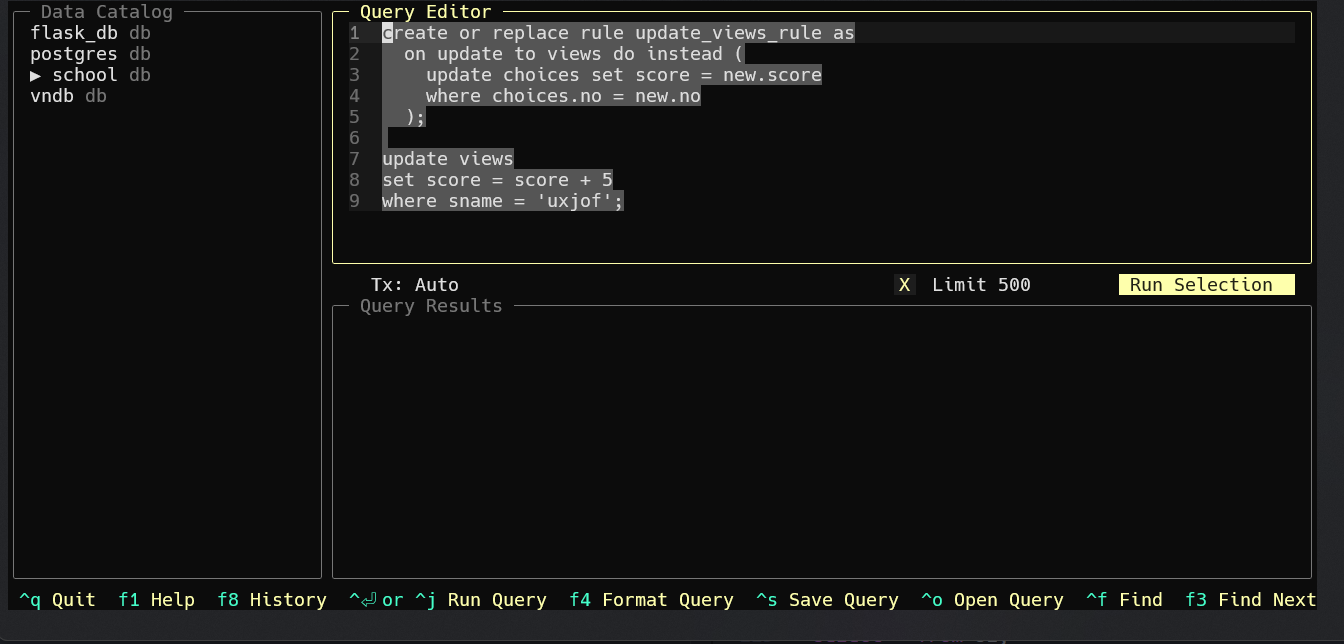 Data Catalog
flask_db db
postgres db
▶ school db
vndb db
Query Editor
1 create or replace rule update_views_rule as
2 on update to views do instead (
3 update choices set score = new.score
4 where choices.no = new.no
5 );
6
7 update views
8 set score = score + 5
9 where sname = 'uxjof';
Tx: Auto X Limit 500 Run Selection
Query Results
^q Quit f1 Help f8 History ^⏎ or ^j Run Query f4 Format Query ^s Save Query ^o Open Query ^f Find f3 Find Next